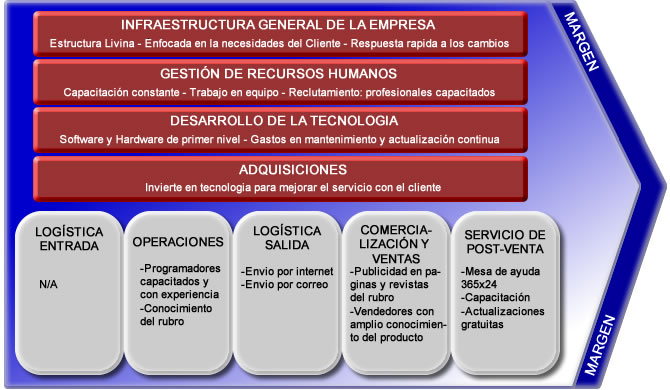 INFRAESTRUCTURA GENERAL DE LA EMPRESA
Estructura Livina - Enfocada en la necesidades del Cliente - Respuesta rapida a los cambios
MARGEN
GESTIÓN DE RECURSOS HUMANOS
Capacitación constante - Trabajo en equipo - Reclutamiento: profesionales capacitados
DESARROLLO DE LA TECNOLOGIA
Software y Hardware de primer nivel - Gastos en mantenimiento y actualización continua
ADQUISICIONES
Invierte en tecnologia para mejorar el servicio con el cliente
LOGÍSTICA
ENTRADA
N/A
OPERACIONES
-Programadores
capacitados y
con experiencia
-Conocimiento
del rubro
LOGÍSTICA
SALIDA
-Envio por internet
-Envio por correo
COMERCIA-
LIZACIÓN Y
VENTAS
-Publicidad en pa-
ginas y revistas
del rubro
-Vendedores con
amplio conocimien-
to del producto
SERVICIO DE
POST-VENTA
-Mesa de ayuda
365x24
-Capacitación
-Actualizaciones
gratuitas
MARGEN